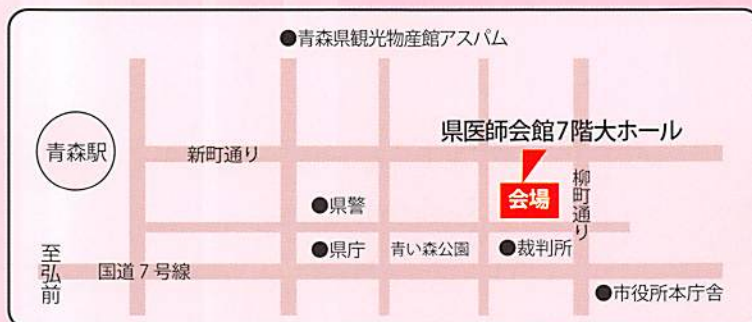 ●青森県観光物産館アスパム
県医師会館7階大ホール
青森駅
新町通り
会場
柳町通り
●県警
●県庁
青い森公園
●裁判所
至弘前
国道7号線
●市役所本庁舎